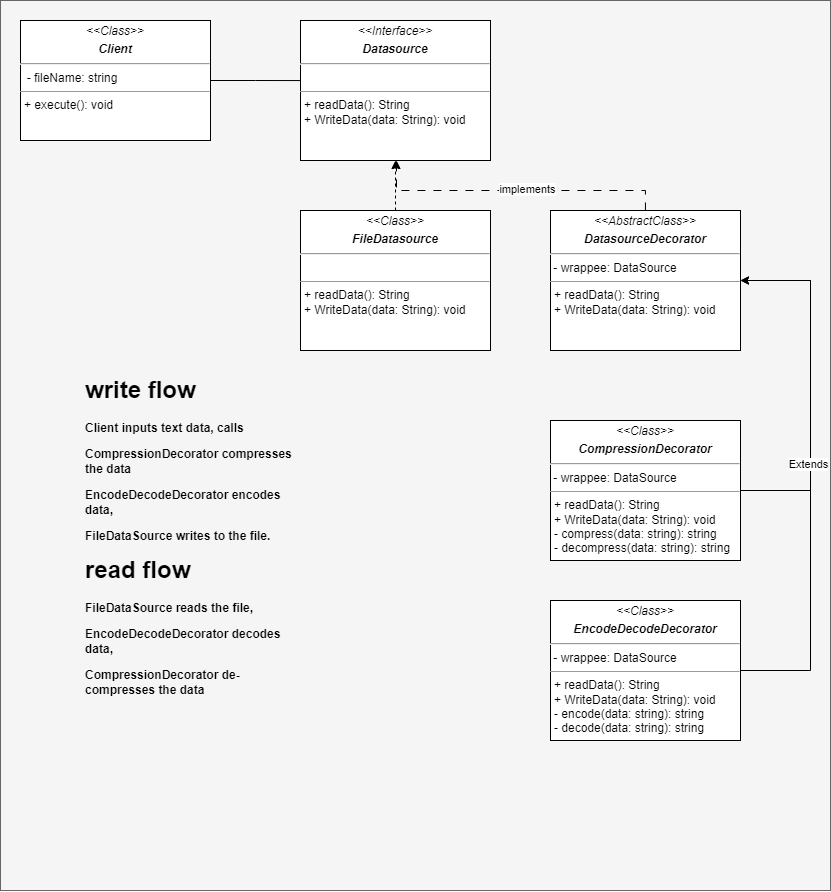 <<Class>>
Client
- fileName: string
+ execute(): void
<<Interface>>
Datasource
+ readData(): String
+ WriteData(data: String): void
implements
<<Class>>
FileDatasource
+ readData(): String
+ WriteData(data: String): void
<<AbstractClass>>
DatasourceDecorator
- wrappee: DataSource
+ readData(): String
+ WriteData(data: String): void
write flow
Client inputs text data, calls
CompressionDecorator compresses
the data
EncodeDecodeDecorator encodes
data,
FileDataSource writes to the file.
read flow
FileDataSource reads the file,
EncodeDecodeDecorator decodes
data,
CompressionDecorator de-
compresses the data
<<Class>>
CompressionDecorator
- wrappee: DataSource
+ readData(): String
+ WriteData(data: String): void
- compress(data: string): string
- decompress(data: string): string
Extends
<<Class>>
EncodeDecodeDecorator
- wrappee: DataSource
+ readData(): String
+ WriteData(data: String): void
- encode(data: string): string
- decode(data: string): string